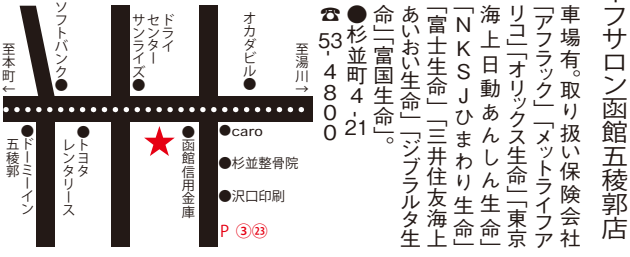 フサロン函館五稜郭店
車場有。取り扱い保険会社
「アフラック」「メットライフア
リコ」「オリックス生命」「東京
海上日動あんしん生命」
「NKSJひまわり生命」
「富士生命」「三井住友海上
あいおい生命」「ジブラルタ生
命」「富国生命」。
●杉並町4-21
☎53-4800
至湯川→
オカダビル●
ドライ
センター
サンライズ●
ソフトバンク●
至本町←
●caro
●杉並整骨院
●沢口印刷
P ③㉓
●函館信用金庫
★
●トヨタ
レンタリース
●ドーミーイン
五稜郭